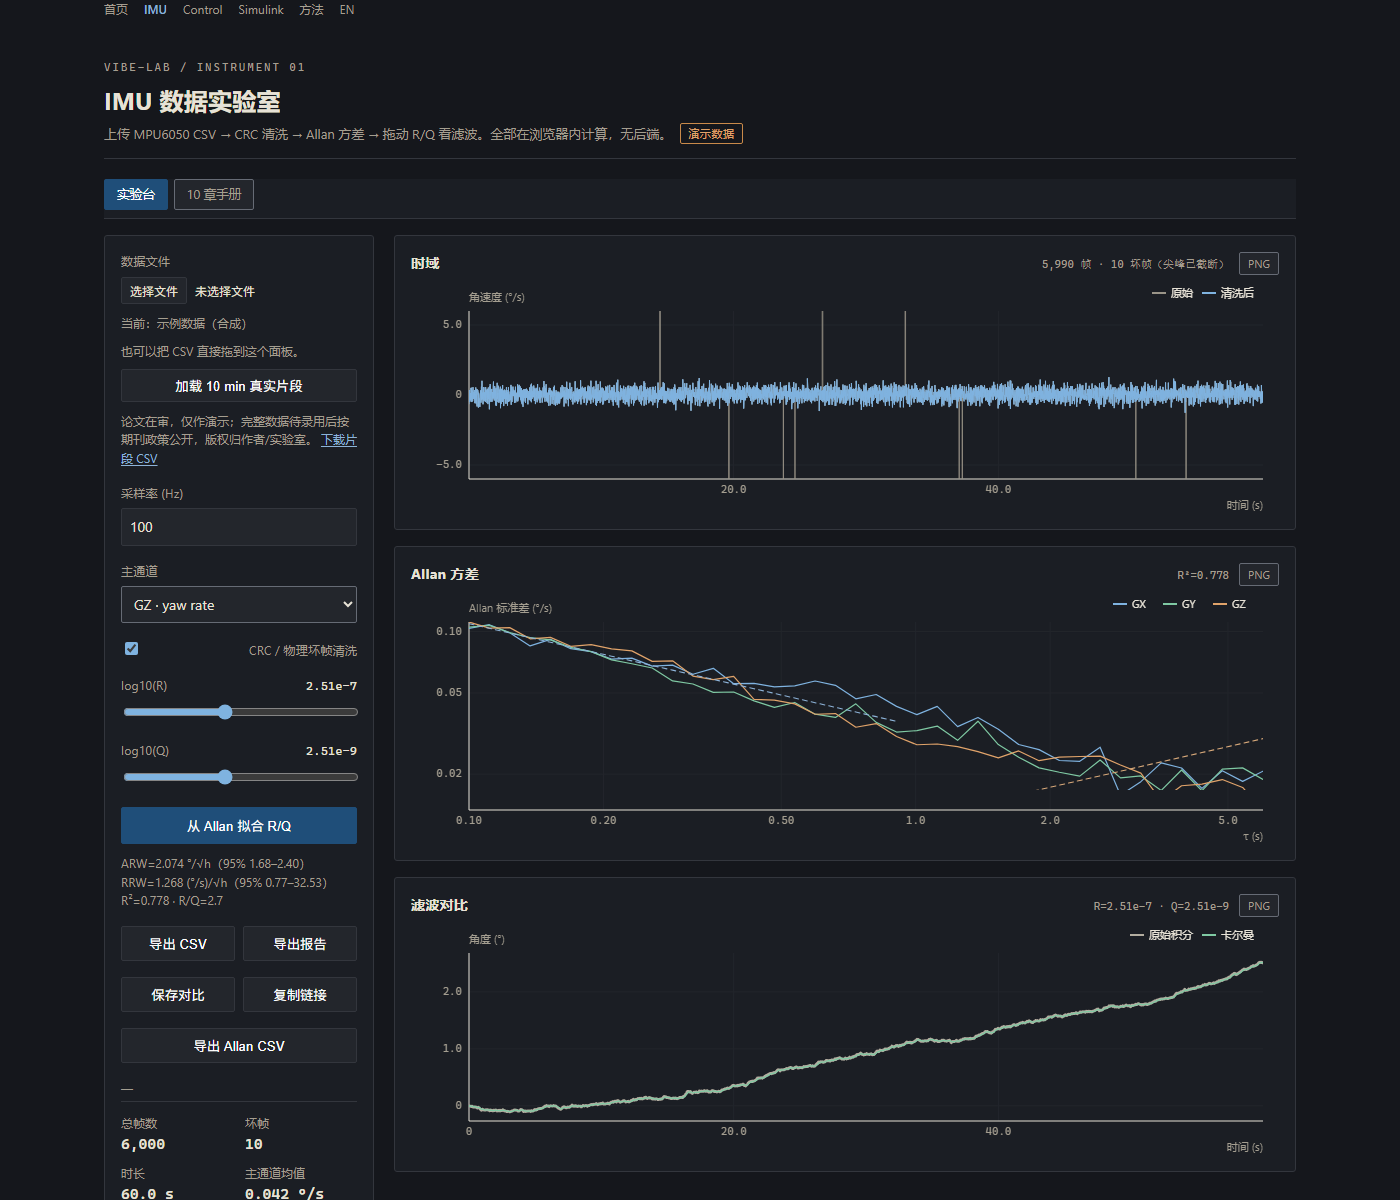 首页 IMU Control Simulink 方法 EN
VIBE-LAB / INSTRUMENT 01
IMU 数据实验室
上传 MPU6050 CSV → CRC 清洗 → Allan 方差 → 拖动 R/Q 看滤波。全部在浏览器内计算，无后端。 演示数据
实验台 10 章手册
数据文件
选择文件 未选择文件
当前：示例数据（合成）
也可以把 CSV 直接拖到这个面板。
加载 10 min 真实片段
论文在审，仅作演示；完整数据待录用后按
期刊政策公开，版权归作者/实验室。 下载片
段 CSV
采样率 (Hz)
100
主通道
GZ · yaw rate
CRC / 物理坏帧清洗
log10(R) 2.51e-7
log10(Q) 2.51e-9
从 Allan 拟合 R/Q
ARW=2.074 °/√h（95% 1.68–2.40）
RRW=1.268 (°/s)/√h（95% 0.77–32.53）
R²=0.778 · R/Q=2.7
导出 CSV 导出报告
保存对比 复制链接
导出 Allan CSV
—
总帧数 坏帧
6,000 10
时长 主通道均值
60.0 s 0.042 °/s
时域 5,990 帧 · 10 坏帧（尖峰已截断） PNG
角速度 (°/s) 原始 清洗后
5.0
0
−5.0
20.0 40.0
时间 (s)
Allan 方差 R²=0.778 PNG
Allan 标准差 (°/s) GX GY GZ
0.10
0.05
0.02
0.10 0.20 0.50 1.0 2.0 5.0
τ (s)
滤波对比 R=2.51e-7 · Q=2.51e-9 PNG
角度 (°) 原始积分 卡尔曼
2.0
1.0
0
0 20.0 40.0
时间 (s)